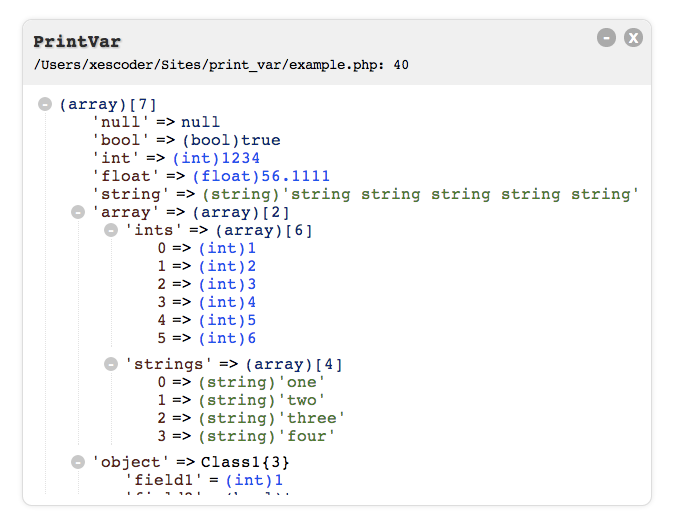 PrintVar
/Users/xescoder/Sites/print_var/example.php: 40
(array)[7]
'null' => null
'bool' => (bool)true
'int' => (int)1234
'float' => (float)56.1111
'string' => (string)'string string string string string'
'array' => (array)[2]
'ints' => (array)[6]
0 => (int)1
1 => (int)2
2 => (int)3
3 => (int)4
4 => (int)5
5 => (int)6
'strings' => (array)[4]
0 => (string)'one'
1 => (string)'two'
2 => (string)'three'
3 => (string)'four'
'object' => Class1{3}
'field1' = (int)1